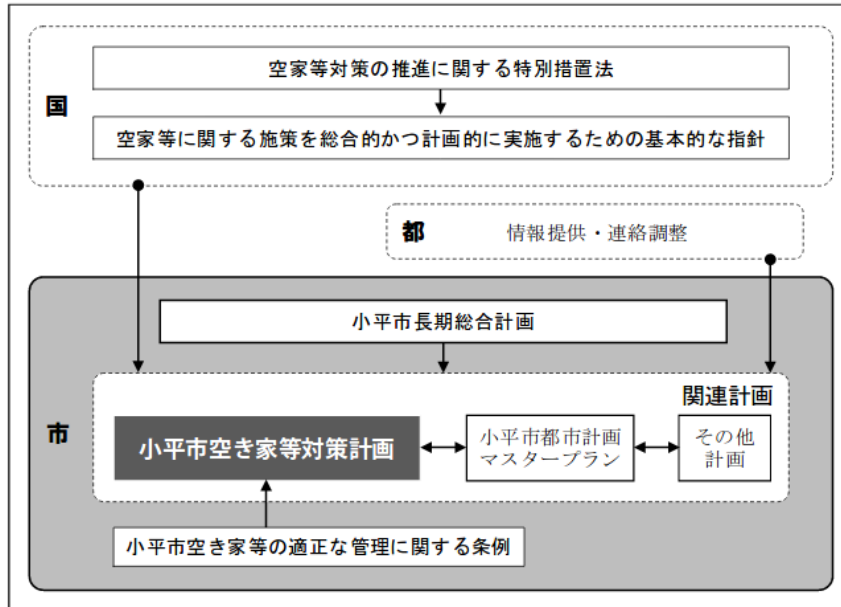 国
空家等対策の推進に関する特別措置法
空家等に関する施策を総合的かつ計画的に実施するための基本的な指針
都
情報提供・連絡調整
市
小平市長期総合計画
関連計画
小平市空き家等対策計画
小平市都市計画
マスタープラン
その他
計画
小平市空き家等の適正な管理に関する条例